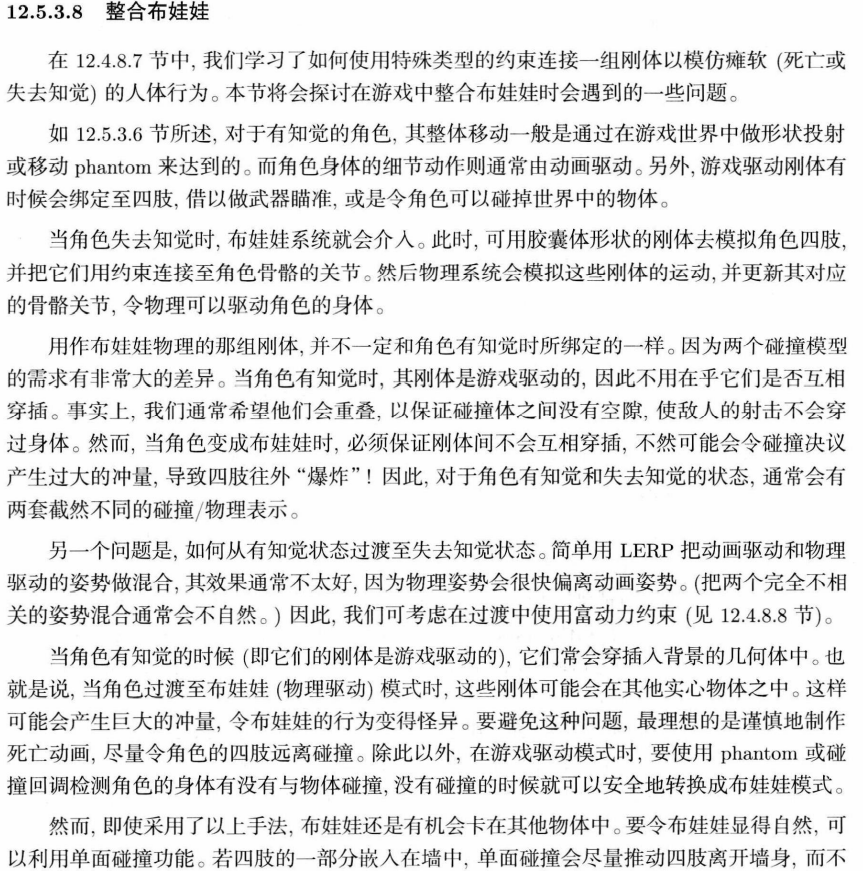 12.5.3.8 整合布娃娃
在 12.4.8.7 节中, 我们学习了如何使用特殊类型的约束连接一组刚体以模仿瘫软 (死亡或
失去知觉) 的人体行为。本节将会探讨在游戏中整合布娃娃时会遇到的一些问题。
如 12.5.3.6 节所述, 对于有知觉的角色, 其整体移动一般是通过在游戏世界中做形状投射
或移动 phantom 来达到的。而角色身体的细节动作则通常由动画驱动。另外, 游戏驱动刚体有
时候会绑定至四肢, 借以做武器瞄准, 或是令角色可以碰掉世界中的物体。
当角色失去知觉时, 布娃娃系统就会介入。此时, 可用胶囊体形状的刚体去模拟角色四肢,
并把它们用约束连接至角色骨骼的关节。然后物理系统会模拟这些刚体的运动, 并更新其对应
的骨骼关节, 令物理可以驱动角色的身体。
用作布娃娃物理的那组刚体, 并不一定和角色有知觉时所绑定的一样。因为两个碰撞模型
的需求有非常大的差异。当角色有知觉时, 其刚体是游戏驱动的, 因此不用在乎它们是否互相
穿插。事实上, 我们通常希望他们会重叠, 以保证碰撞体之间没有空隙, 使敌人的射击不会穿
过身体。然而, 当角色变成布娃娃时, 必须保证刚体间不会互相穿插, 不然可能会令碰撞决议
产生过大的冲量, 导致四肢往外 “爆炸”! 因此, 对于角色有知觉和失去知觉的状态, 通常会有
两套截然不同的碰撞/物理表示。
另一个问题是, 如何从有知觉状态过渡至失去知觉状态。简单用 LERP 把动画驱动和物理
驱动的姿势做混合, 其效果通常不太好, 因为物理姿势会很快偏离动画姿势。(把两个完全不相
关的姿势混合通常会不自然。) 因此, 我们可考虑在过渡中使用富动力约束 (见 12.4.8.8 节)。
当角色有知觉的时候 (即它们的刚体是游戏驱动的), 它们常会穿插入背景的几何体中。也
就是说, 当角色过渡至布娃娃 (物理驱动) 模式时, 这些刚体可能会在其他实心物体之中。这样
可能会产生巨大的冲量, 令布娃娃的行为变得怪异。要避免这种问题, 最理想的是谨慎地制作
死亡动画, 尽量令角色的四肢远离碰撞。除此以外, 在游戏驱动模式时, 要使用 phantom 或碰
撞回调检测角色的身体有没有与物体碰撞, 没有碰撞的时候就可以安全地转换成布娃娃模式。
然而, 即使采用了以上手法, 布娃娃还是有机会卡在其他物体中。要令布娃娃显得自然, 可
以利用单面碰撞功能。若四肢的一部分嵌入在墙中, 单面碰撞会尽量推动四肢离开墙身, 而不